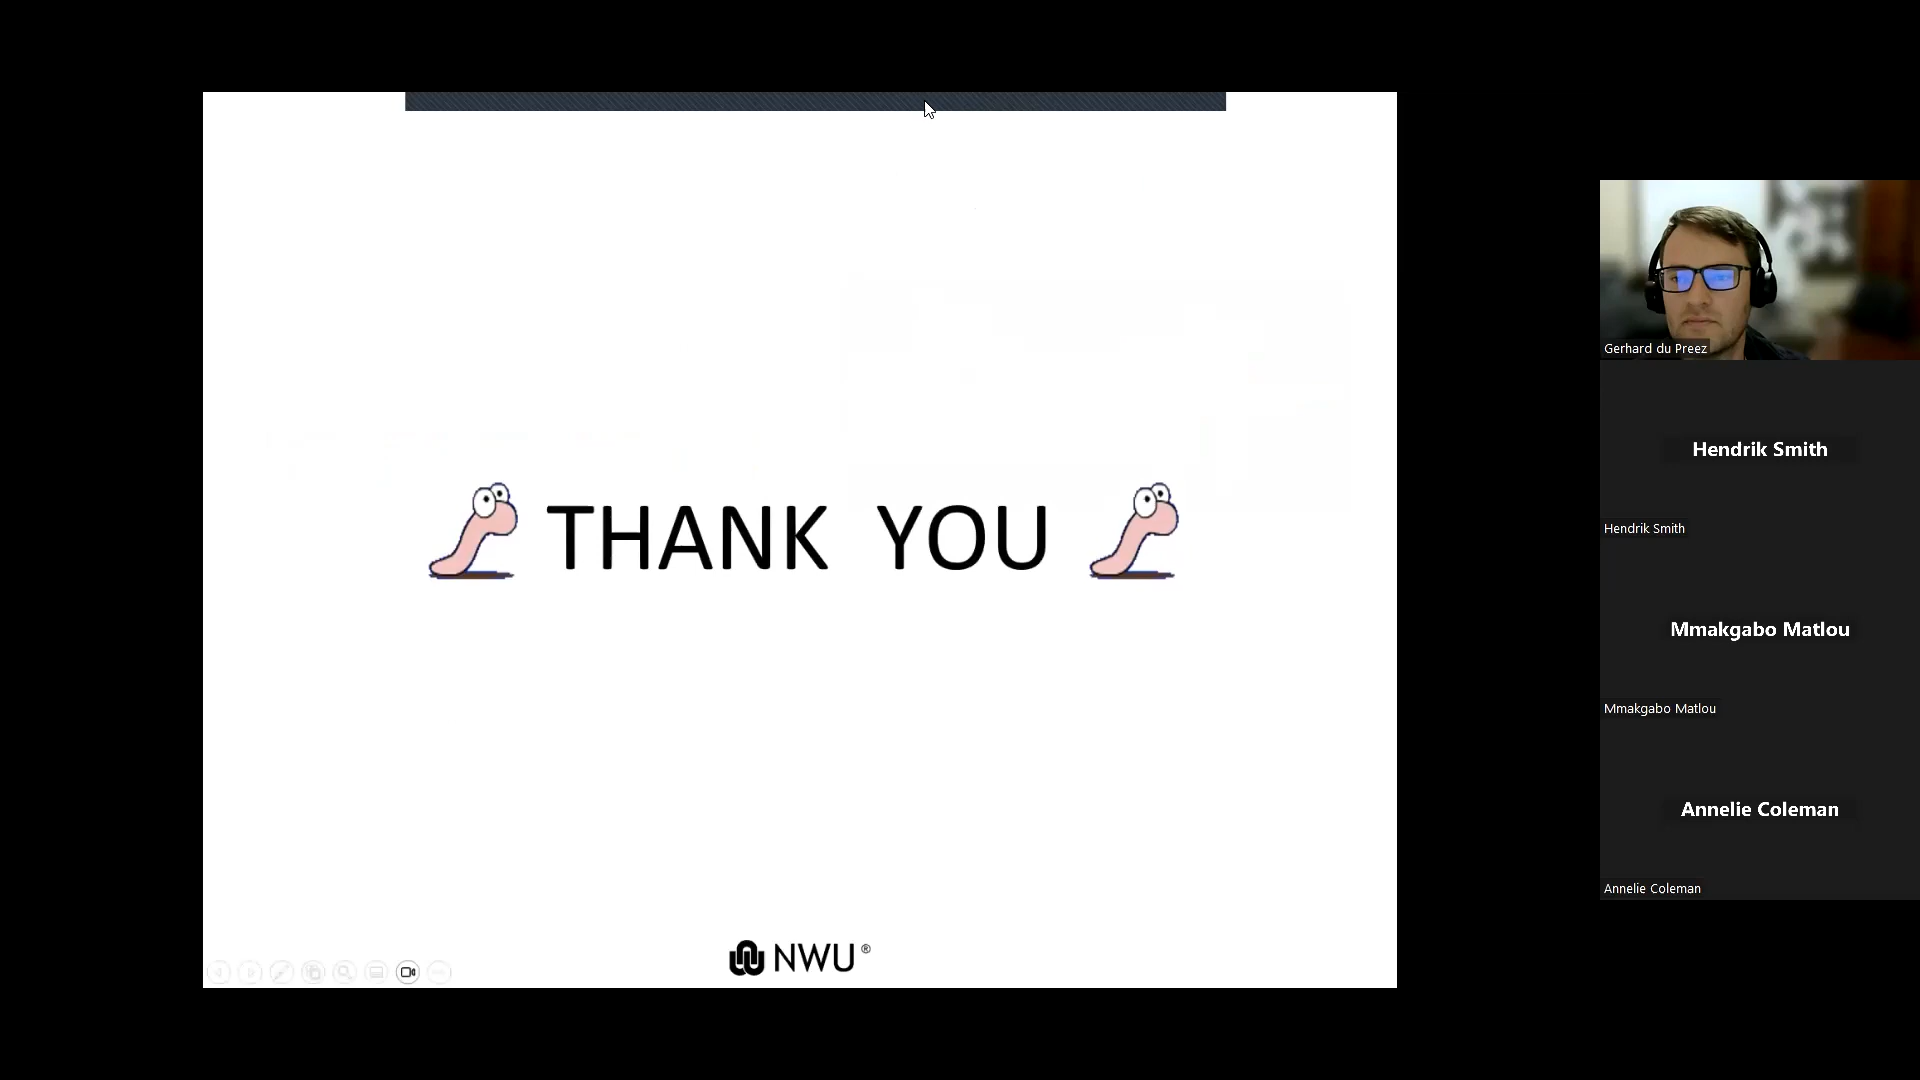 THANK YOU
NWU®
Gerhard du Preez
Hendrik Smith
Hendrik Smith
Mmakgabo Matlou
Mmakgabo Matlou
Annelie Coleman
Annelie Coleman